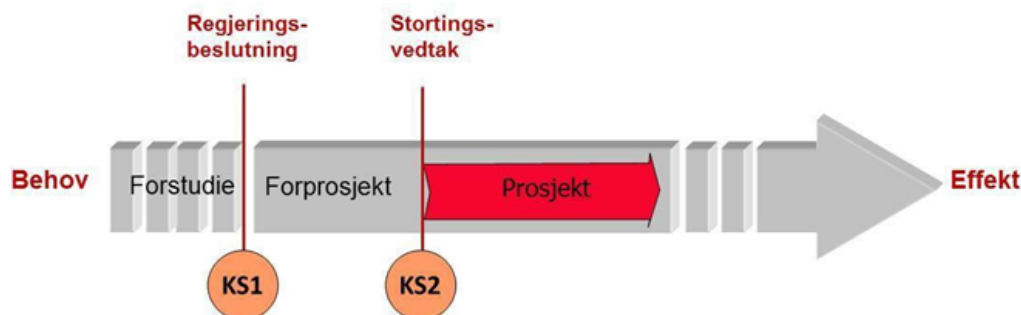 Regjerings-
beslutning
Stortings-
vedtak
Behov
Forstudie
Forprosjekt
Prosjekt
Effekt
KS1
KS2